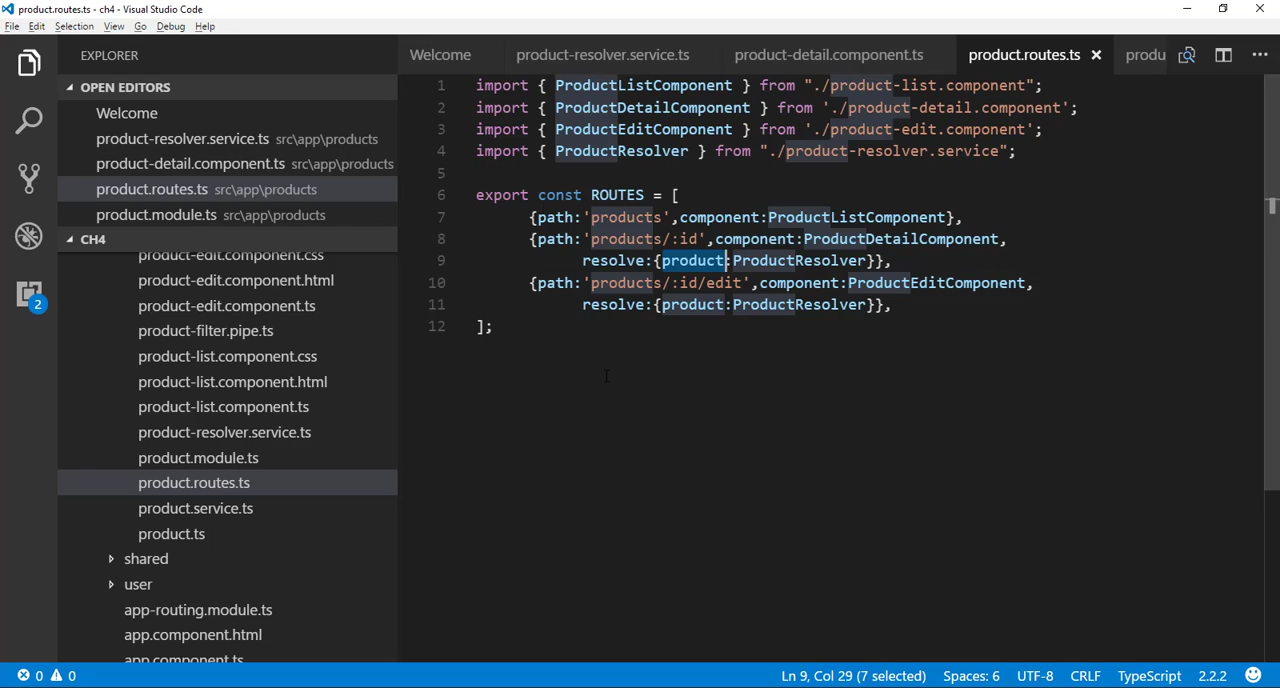 product.routes.ts - ch4 - Visual Studio Code
File Edit Selection View Go Debug Help
EXPLORER
OPEN EDITORS
Welcome
product-resolver.service.ts src\app\products
product-detail.component.ts src\app\products
product.routes.ts src\app\products
product.module.ts src\app\products
CH4
product-edit.component.css
product-edit.component.html
product-edit.component.ts
product-filter.pipe.ts
product-list.component.css
product-list.component.html
product-list.component.ts
product-resolver.service.ts
product.module.ts
product.routes.ts
product.service.ts
product.ts
shared
user
app-routing.module.ts
app.component.html
app.component.ts
2
Welcome product-resolver.service.ts product-detail.component.ts product.routes.ts produ
1 import { ProductListComponent } from "./product-list.component";
2 import { ProductDetailComponent } from './product-detail.component';
3 import { ProductEditComponent } from './product-edit.component';
4 import { ProductResolver } from "./product-resolver.service";
5
6 export const ROUTES = [
7 {path:'products',component:ProductListComponent},
8 {path:'products/:id',component:ProductDetailComponent,
9 resolve:{product:ProductResolver}},
10 {path:'products/:id/edit',component:ProductEditComponent,
11 resolve:{product:ProductResolver}},
12 ];
0 0 Ln 9, Col 29 (7 selected) Spaces: 6 UTF-8 CRLF TypeScript 2.2.2